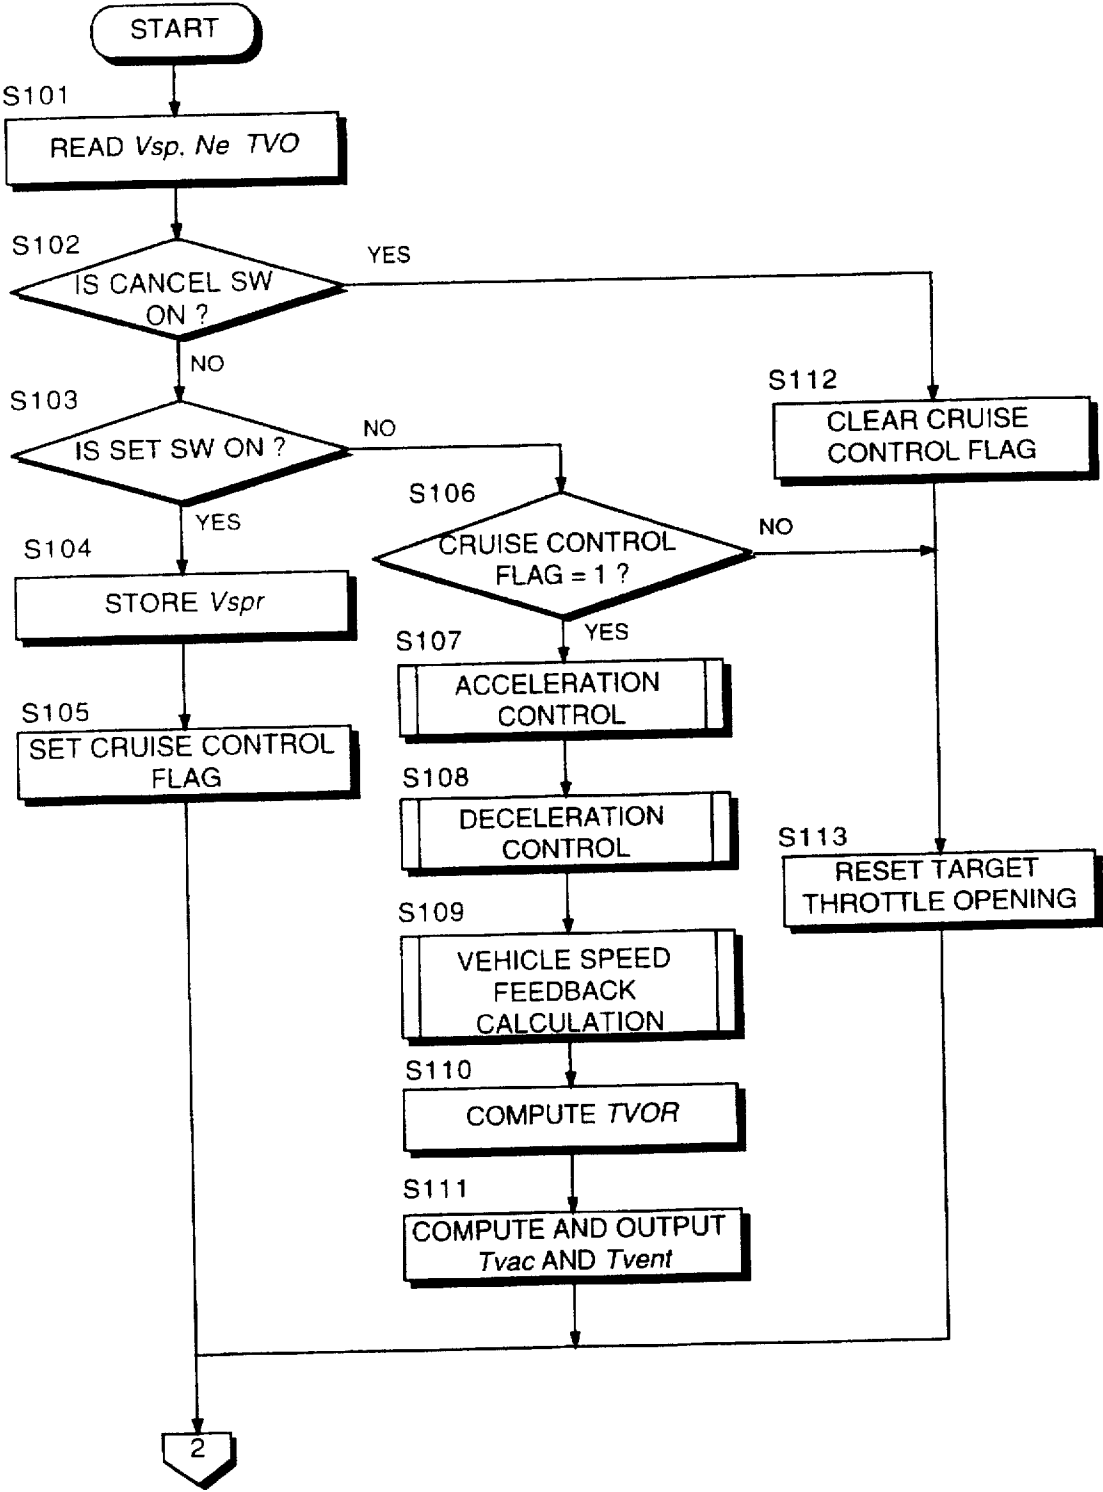 START
S101
READ Vsp. Ne TVO
S102
IS CANCEL SW
ON ?
YES
NO
S103
IS SET SW ON ?
NO
YES
S104
STORE Vspr
S105
SET CRUISE CONTROL
FLAG
S106
CRUISE CONTROL
FLAG = 1 ?
NO
YES
S107
ACCELERATION
CONTROL
S108
DECELERATION
CONTROL
S109
VEHICLE SPEED
FEEDBACK
CALCULATION
S110
COMPUTE TVOR
S111
COMPUTE AND OUTPUT
Tvac AND Tvent
S112
CLEAR CRUISE
CONTROL FLAG
S113
RESET TARGET
THROTTLE OPENING
2